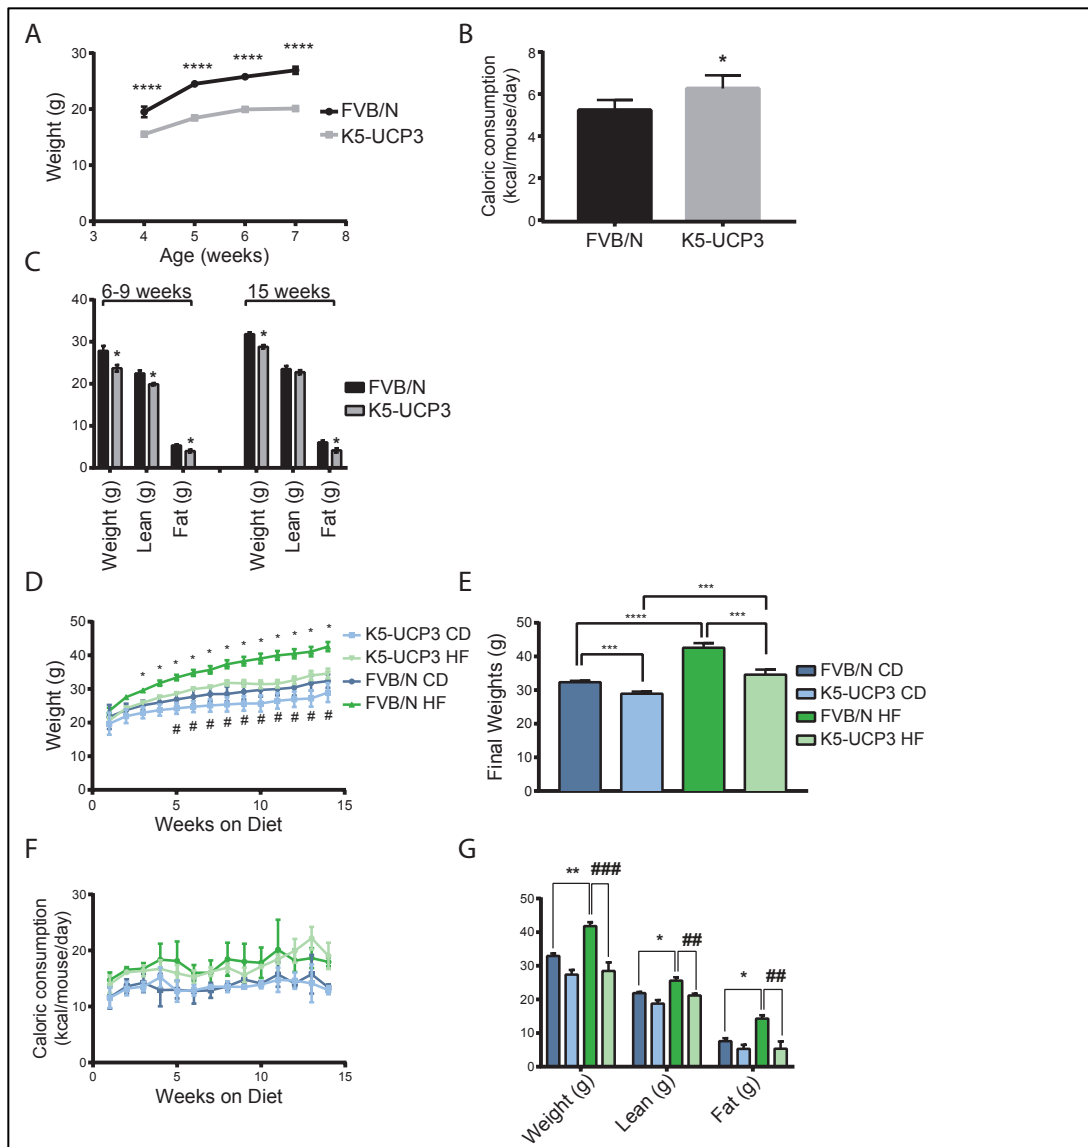 A
****
****
****
****
30
20
10
0
Weight (g)
3 4 5 6 7 8
Age (weeks)
FVB/N
K5-UCP3
B
*
8
6
4
2
0
Caloric consumption
(kcal/mouse/day)
FVB/N K5-UCP3
C
6-9 weeks 15 weeks
40
30
20
10
0
* * * * *
FVB/N
K5-UCP3
Weight (g) Lean (g) Fat (g) Weight (g) Lean (g) Fat (g)
D
50
40
30
20
10
0
Weight (g)
* * * * * * * * * * * *
# # # # # # # # # #
0 5 10 15
Weeks on Diet
K5-UCP3 CD
K5-UCP3 HF
FVB/N CD
FVB/N HF
E
***
****
***
***
50
40
30
20
10
0
Final Weights (g)
FVB/N CD
K5-UCP3 CD
FVB/N HF
K5-UCP3 HF
F
30
20
10
0
Caloric consumption
(kcal/mouse/day)
0 5 10 15
Weeks on Diet
G
** ###
* ##
* ##
50
40
30
20
10
0
Weight (g) Lean (g) Fat (g)